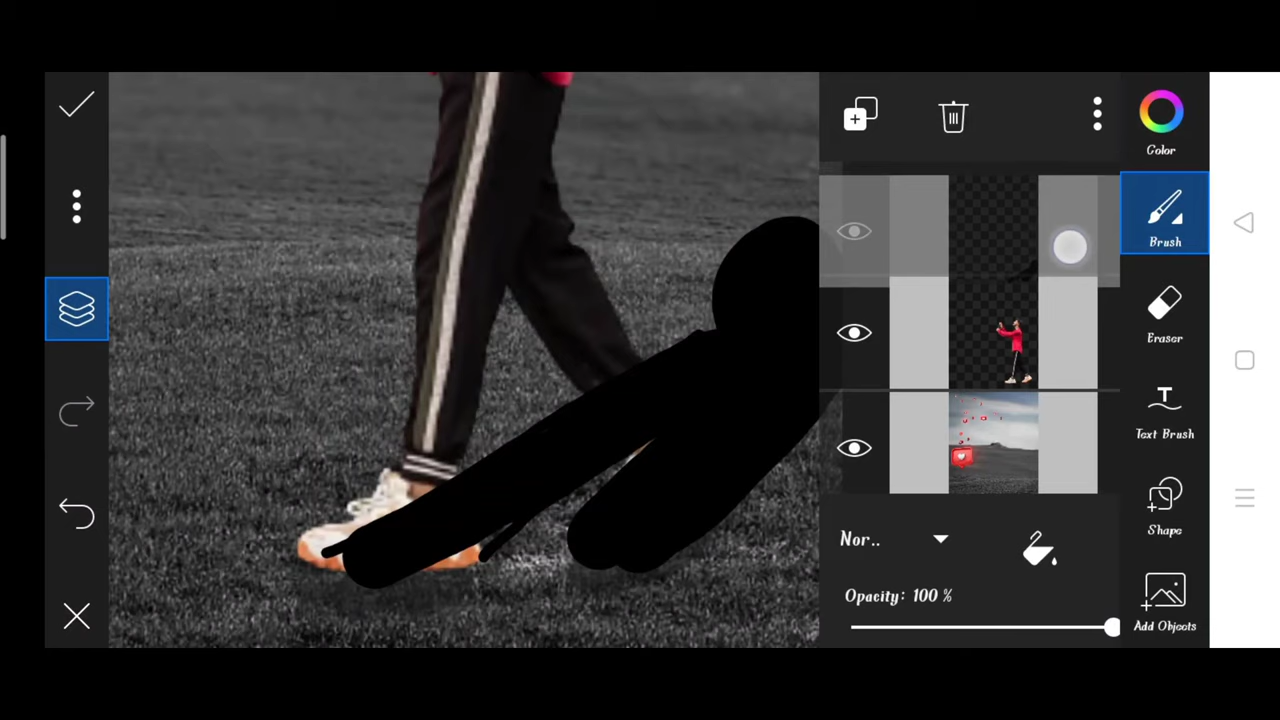 Color
Brush
Eraser
Text Brush
Shape
Add Objects
Nor..
Opacity: 100 %